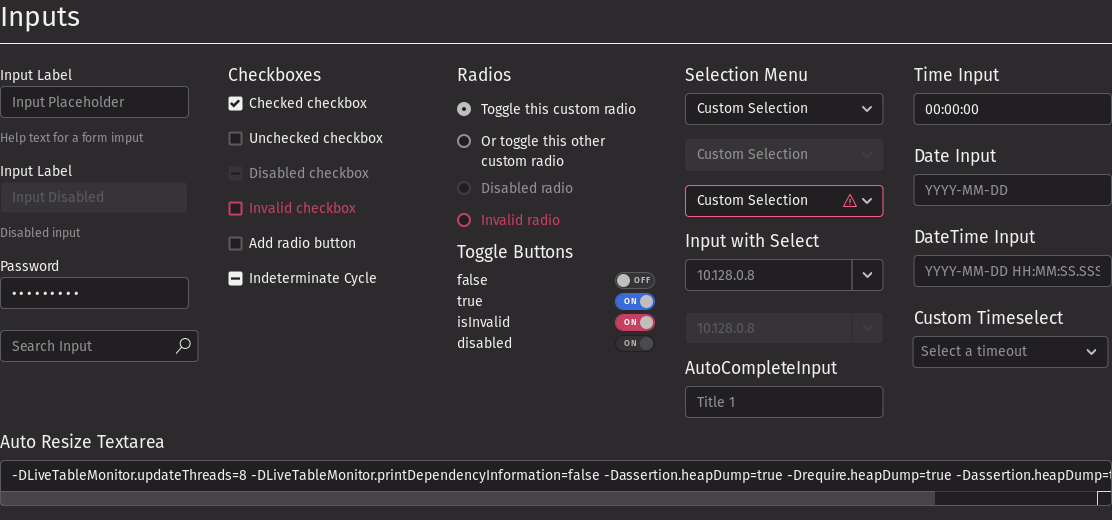 Inputs
Input Label
Input Placeholder
Help text for a form imput
Input Label
Input Disabled
Disabled input
Password
•••••••••
Search Input
Checkboxes
Checked checkbox
Unchecked checkbox
Disabled checkbox
Invalid checkbox
Add radio button
Indeterminate Cycle
Radios
Toggle this custom radio
Or toggle this other
custom radio
Disabled radio
Invalid radio
Toggle Buttons
false OFF
true ON
isInvalid ON
disabled ON
Selection Menu
Custom Selection
Custom Selection
Custom Selection
Input with Select
10.128.0.8
10.128.0.8
AutoCompleteInput
Title 1
Time Input
00:00:00
Date Input
YYYY-MM-DD
DateTime Input
YYYY-MM-DD HH:MM:SS.SSS
Custom Timeselect
Select a timeout
Auto Resize Textarea
-DLiveTableMonitor.updateThreads=8 -DLiveTableMonitor.printDependencyInformation=false -Dassertion.heapDump=true -Drequire.heapDump=true -Dassertion.heapDump=t